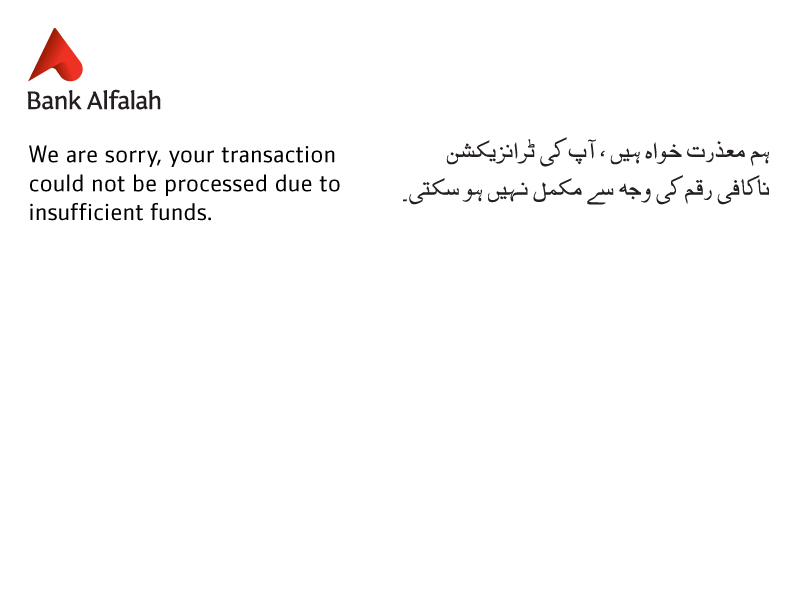 Bank Alfalah
We are sorry, your transaction
could not be processed due to
insufficient funds.
ہم معذرت خواہ ہیں ، آپ کی ٹرانزیکشن
ناکافی رقم کی وجہ سے مکمل نہیں ہو سکتی۔